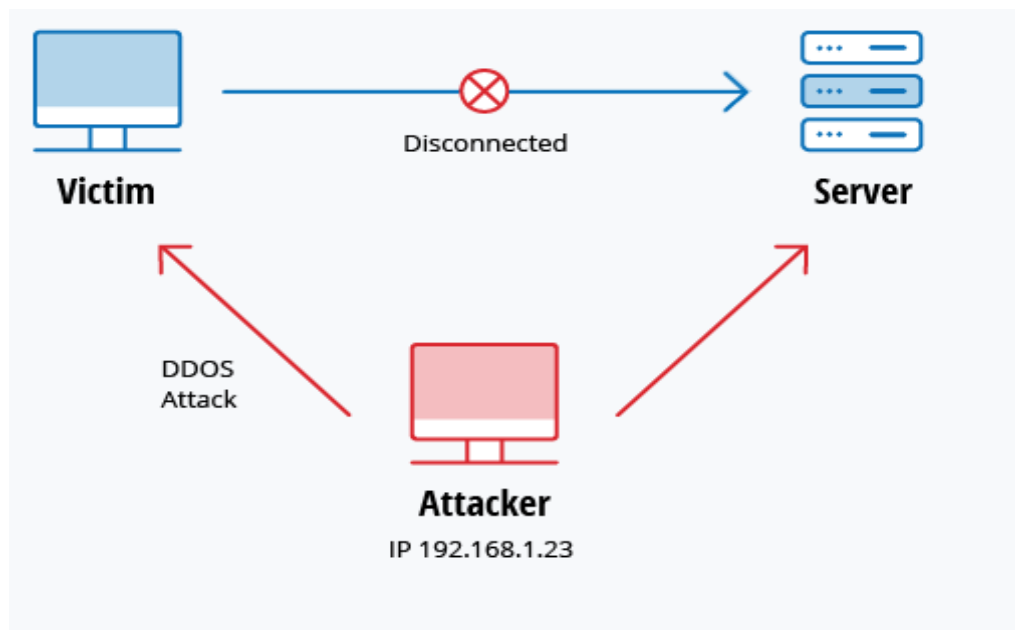 Disconnected
Victim
Server
DDOS
Attack
Attacker
IP 192.168.1.23